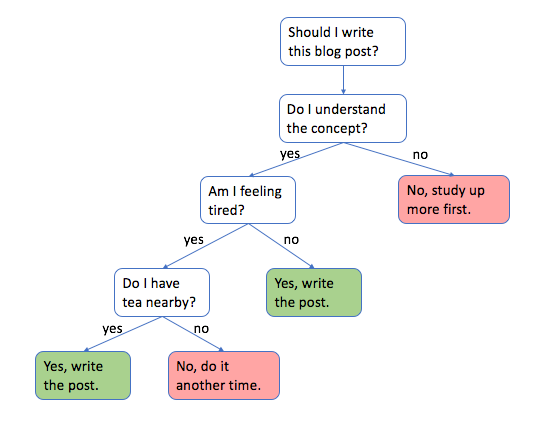 Should I write
this blog post?
Do I understand
the concept?
yes
no
Am I feeling
tired?
No, study up
more first.
yes
no
Do I have
tea nearby?
Yes, write
the post.
yes
no
Yes, write
the post.
No, do it
another time.